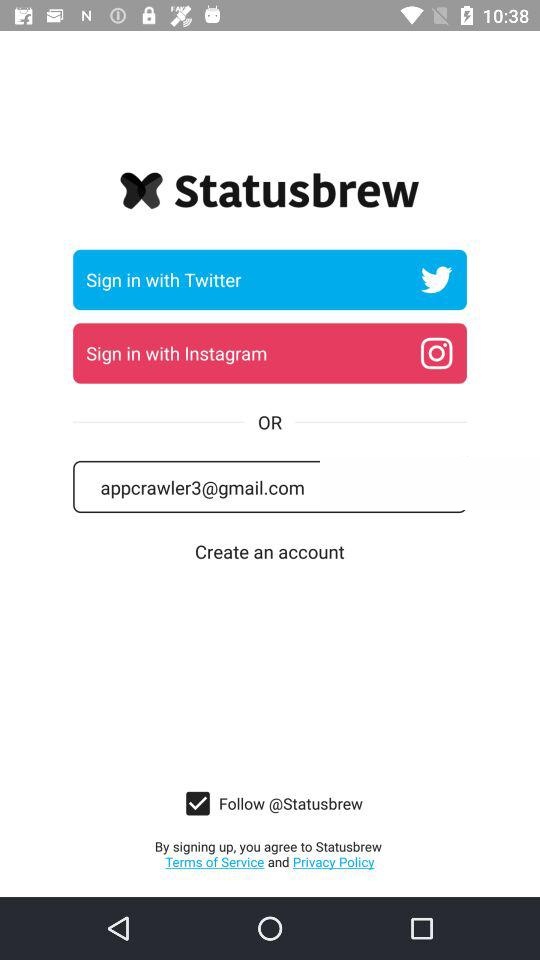 10:38
Statusbrew
Sign in with Twitter
Sign in with Instagram
OR
appcrawler3@gmail.com
Create an account
Follow @Statusbrew
By signing up, you agree to Statusbrew
Terms of Service and Privacy Policy